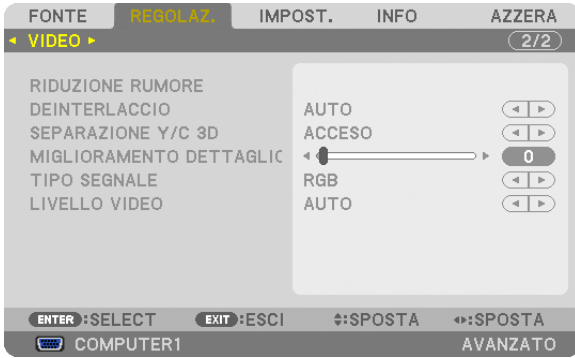 FONTE REGOLAZ. IMPOST. INFO AZZERA
VIDEO 2/2
RIDUZIONE RUMORE
DEINTERLACCIO AUTO
SEPARAZIONE Y/C 3D ACCESO
MIGLIORAMENTO DETTAGLIC 0
TIPO SEGNALE RGB
LIVELLO VIDEO AUTO
ENTER :SELECT EXIT :ESCI :SPOSTA :SPOSTA
COMPUTER1 AVANZATO